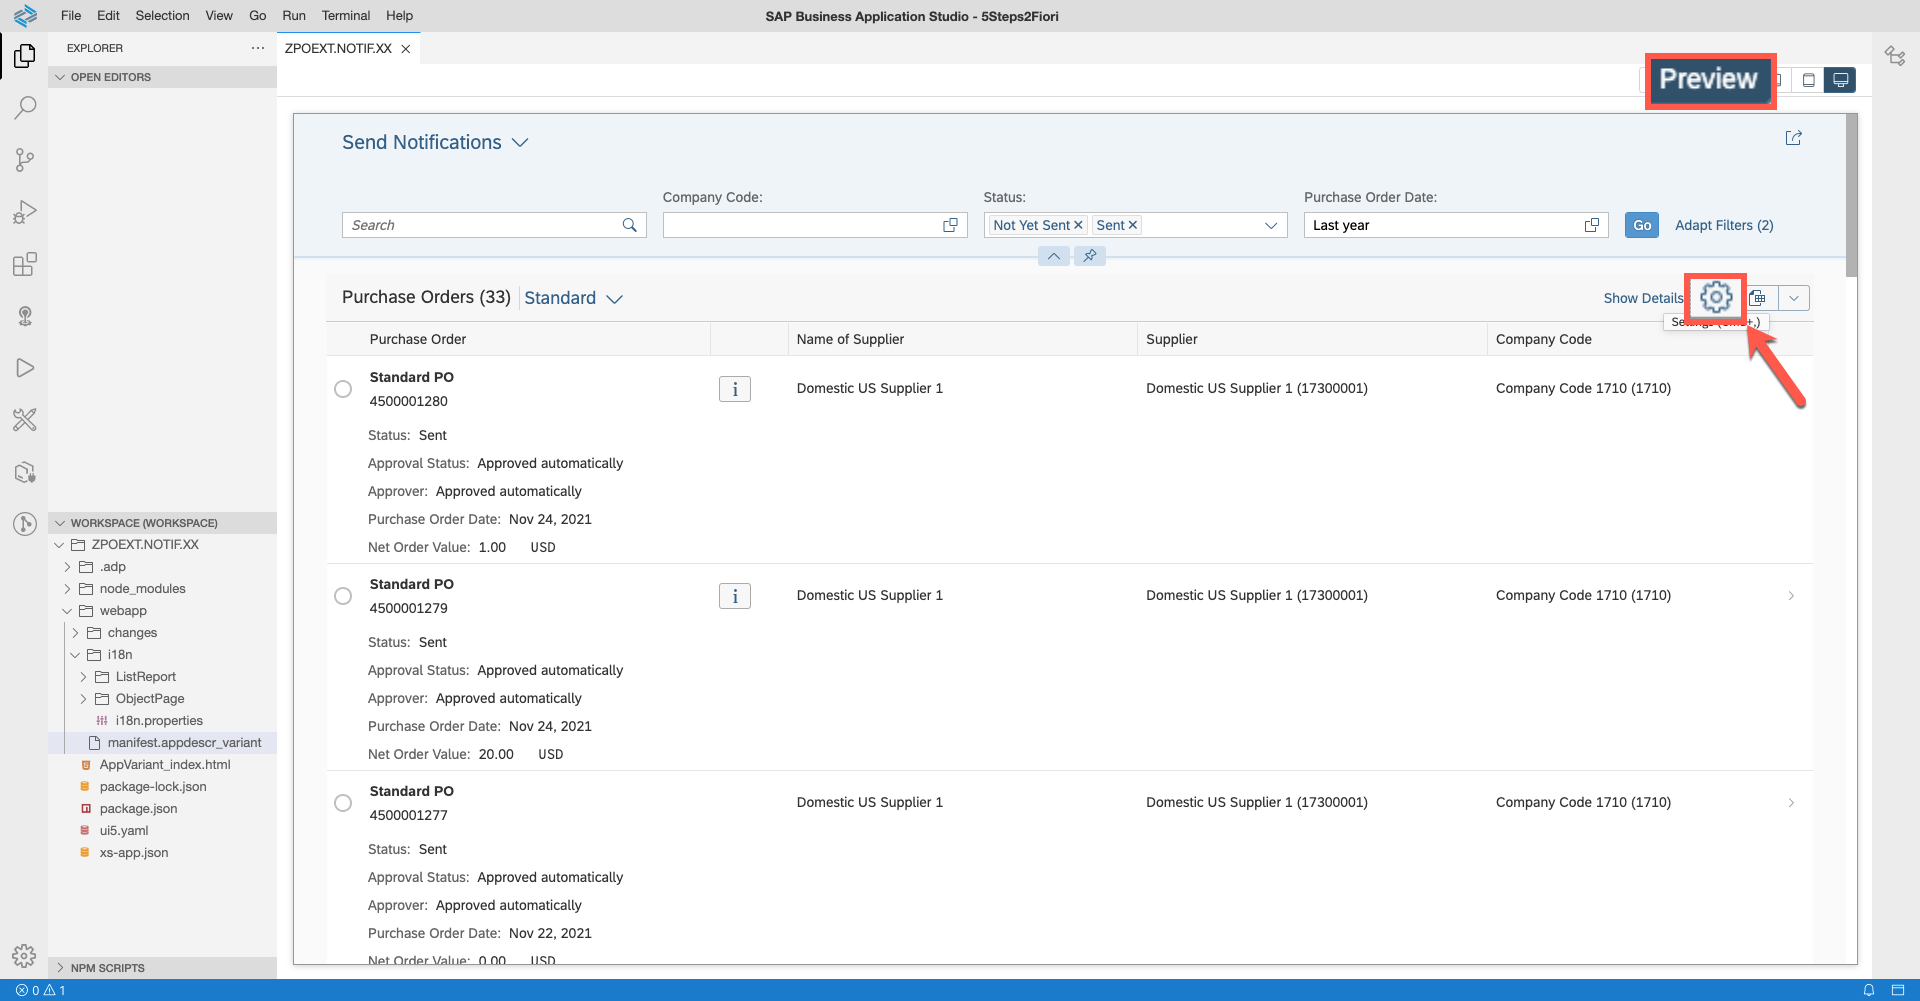 File Edit Selection View Go Run Terminal Help
SAP Business Application Studio - 5Steps2Fiori
EXPLORER
OPEN EDITORS
WORKSPACE (WORKSPACE)
ZPOEXT.NOTIF.XX
.adp
node_modules
webapp
changes
i18n
ListReport
ObjectPage
i18n.properties
manifest.appdescr_variant
AppVariant_index.html
package-lock.json
package.json
ui5.yaml
xs-app.json
NPM SCRIPTS
ZPOEXT.NOTIF.XX
Preview
Send Notifications
Search
Company Code:
Status:
Not Yet Sent Sent
Purchase Order Date:
Last year
Go
Adapt Filters (2)
Purchase Orders (33) Standard
Show Details
Purchase Order Name of Supplier Supplier Company Code
Standard PO
4500001280
i
Domestic US Supplier 1 Domestic US Supplier 1 (17300001) Company Code 1710 (1710)
Status: Sent
Approval Status: Approved automatically
Approver: Approved automatically
Purchase Order Date: Nov 24, 2021
Net Order Value: 1.00 USD
Standard PO
4500001279
i
Domestic US Supplier 1 Domestic US Supplier 1 (17300001) Company Code 1710 (1710)
Status: Sent
Approval Status: Approved automatically
Approver: Approved automatically
Purchase Order Date: Nov 24, 2021
Net Order Value: 20.00 USD
Standard PO
4500001277
Domestic US Supplier 1 Domestic US Supplier 1 (17300001) Company Code 1710 (1710)
Status: Sent
Approval Status: Approved automatically
Approver: Approved automatically
Purchase Order Date: Nov 22, 2021
Net Order Value: 0.00 USD
0 1